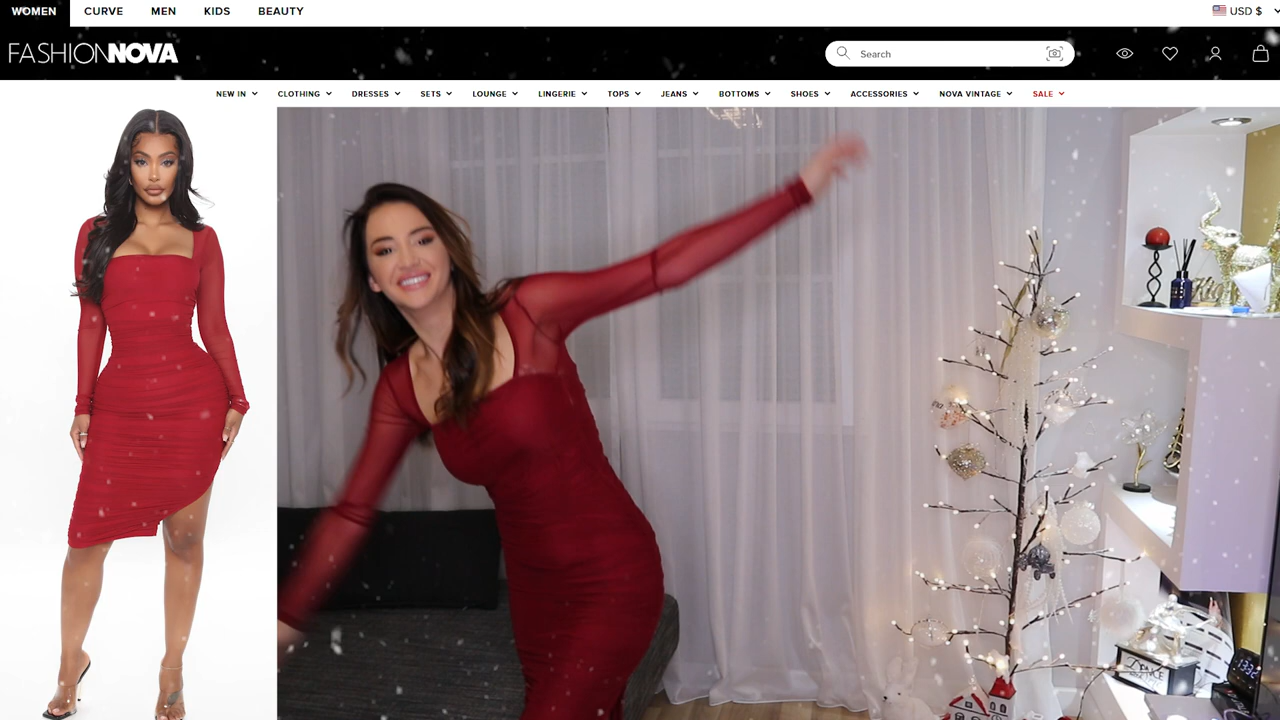 WOMEN CURVE MEN KIDS BEAUTY USD $
FASHIONNOVA Search
NEW IN CLOTHING DRESSES SETS LOUNGE LINGERIE TOPS JEANS BOTTOMS SHOES ACCESSORIES NOVA VINTAGE SALE
DANCE